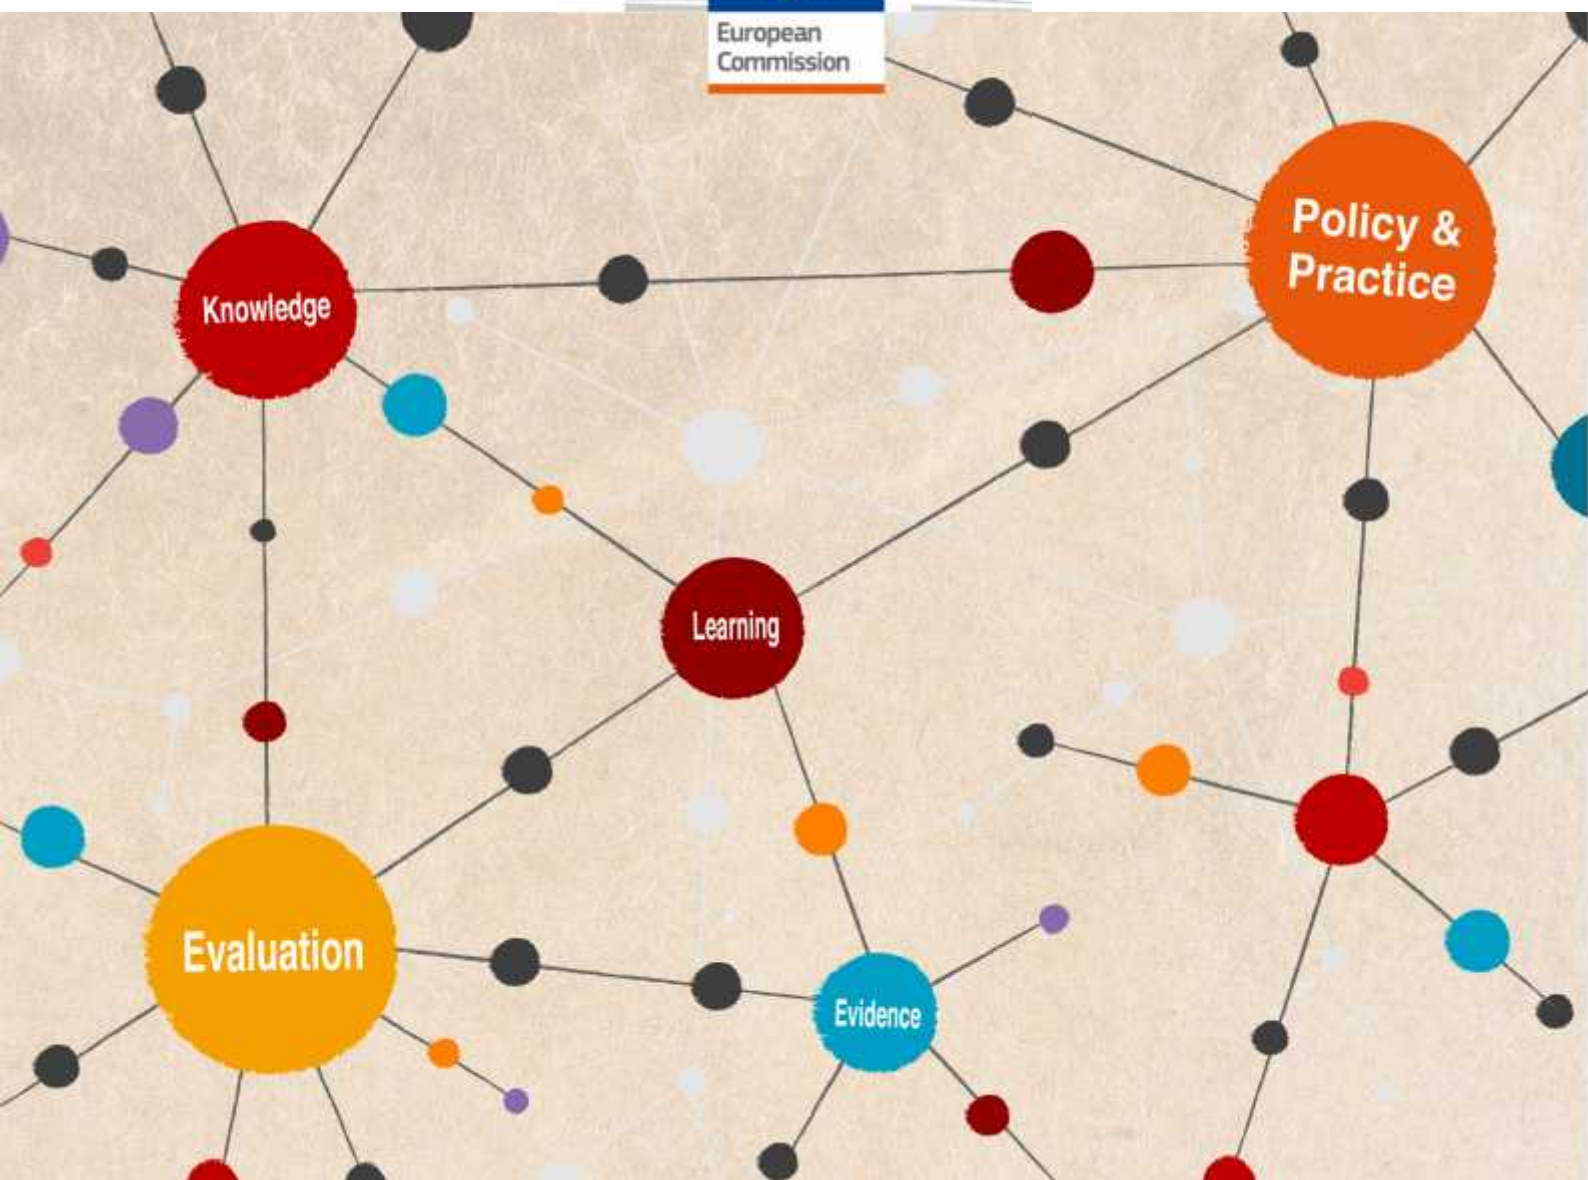 European
Commission
Policy &
Practice
Knowledge
Learning
Evaluation
Evidence